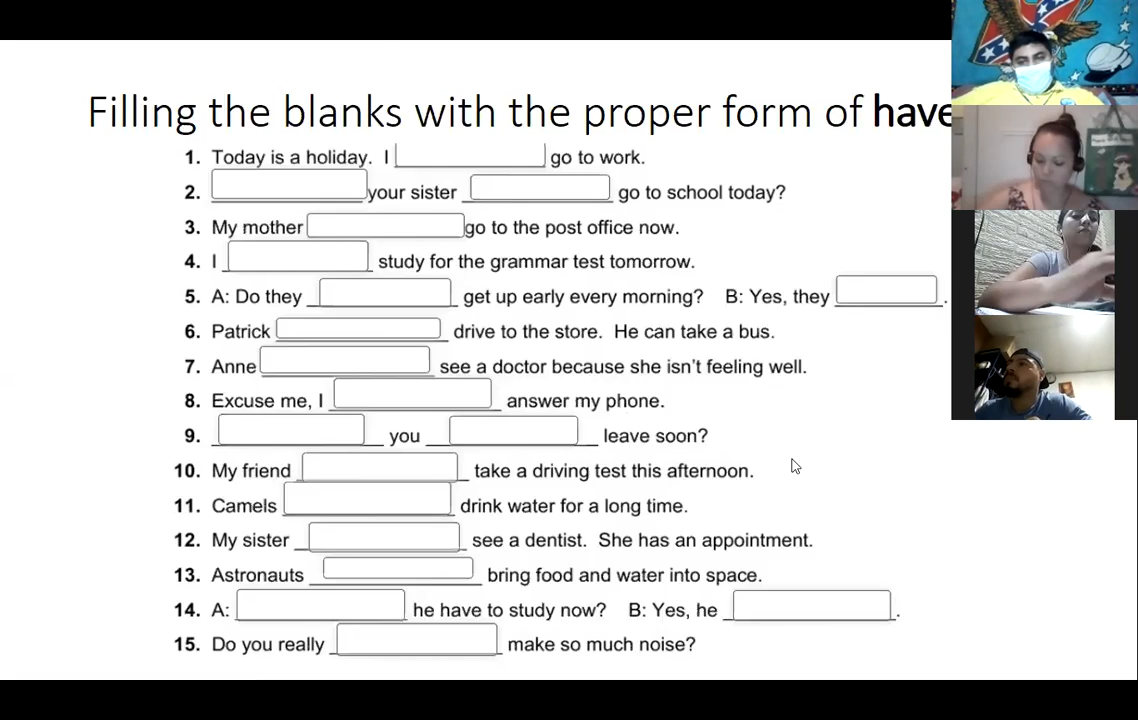 Filling the blanks with the proper form of have
1. Today is a holiday. I go to work.
2. your sister go to school today?
3. My mother go to the post office now.
4. I study for the grammar test tomorrow.
5. A: Do they get up early every morning? B: Yes, they .
6. Patrick drive to the store. He can take a bus.
7. Anne see a doctor because she isn't feeling well.
8. Excuse me, I answer my phone.
9. you leave soon?
10. My friend take a driving test this afternoon.
11. Camels drink water for a long time.
12. My sister see a dentist. She has an appointment.
13. Astronauts bring food and water into space.
14. A: he have to study now? B: Yes, he .
15. Do you really make so much noise?